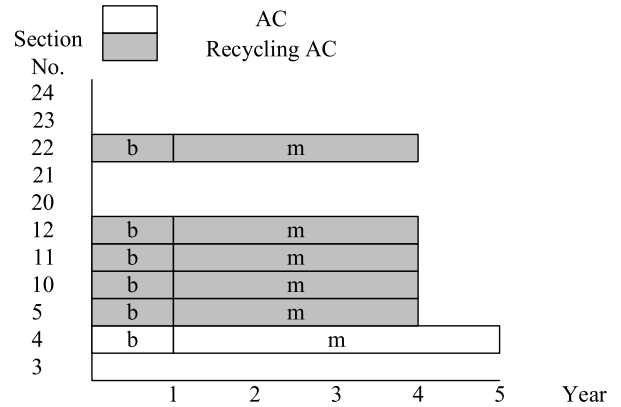 AC
Recycling AC
Section
No.
24
23
22 b m
21
20
12 b m
11 b m
10 b m
5 b m
4 b m
3
1 2 3 4 5 Year